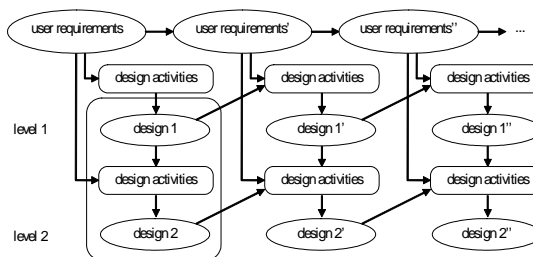 user requirements user requirements' user requirements'' ...
design activities design activities design activities
level 1 design 1 design 1' design 1''
design activities design activities design activities
level 2 design 2 design 2' design 2''